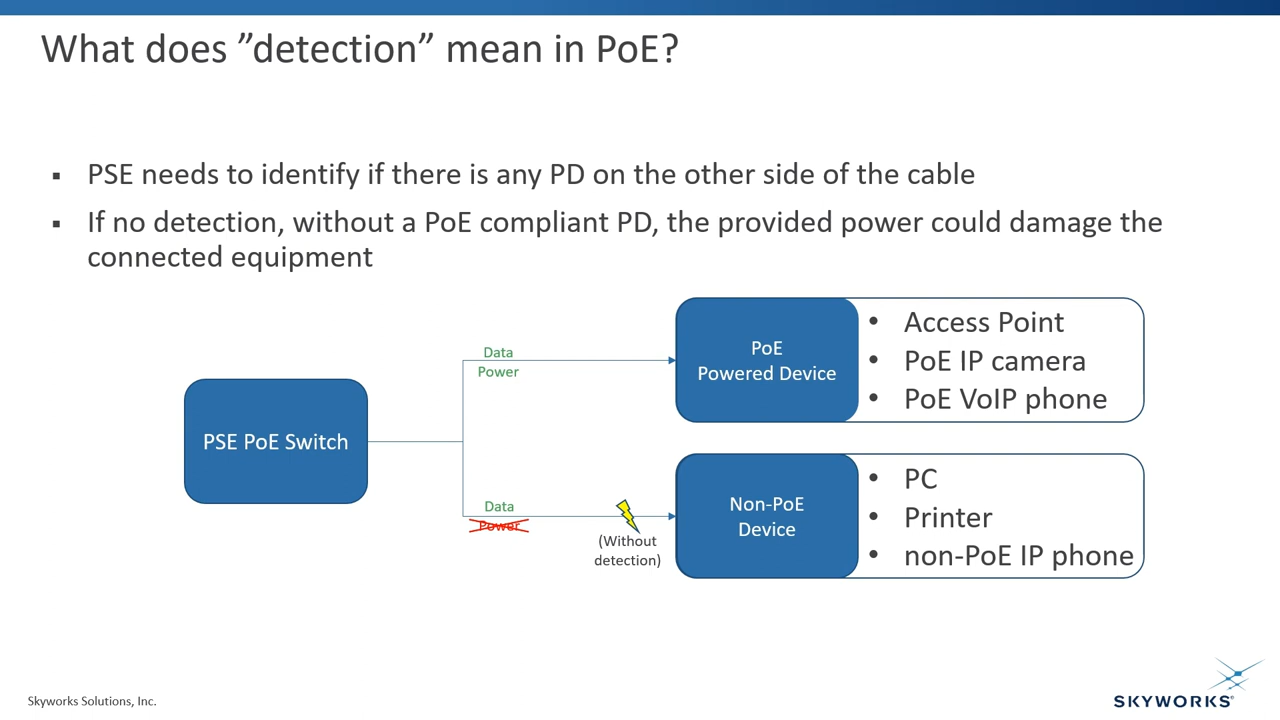 What does ”detection” mean in PoE?
▪ PSE needs to identify if there is any PD on the other side of the cable
▪ If no detection, without a PoE compliant PD, the provided power could damage the
connected equipment
PSE PoE Switch
Data
Power
PoE
Powered Device
• Access Point
• PoE IP camera
• PoE VoIP phone
Data
Power
(Without
detection)
Non-PoE
Device
• PC
• Printer
• non-PoE IP phone
Skyworks Solutions, Inc.
SKYWORKS®